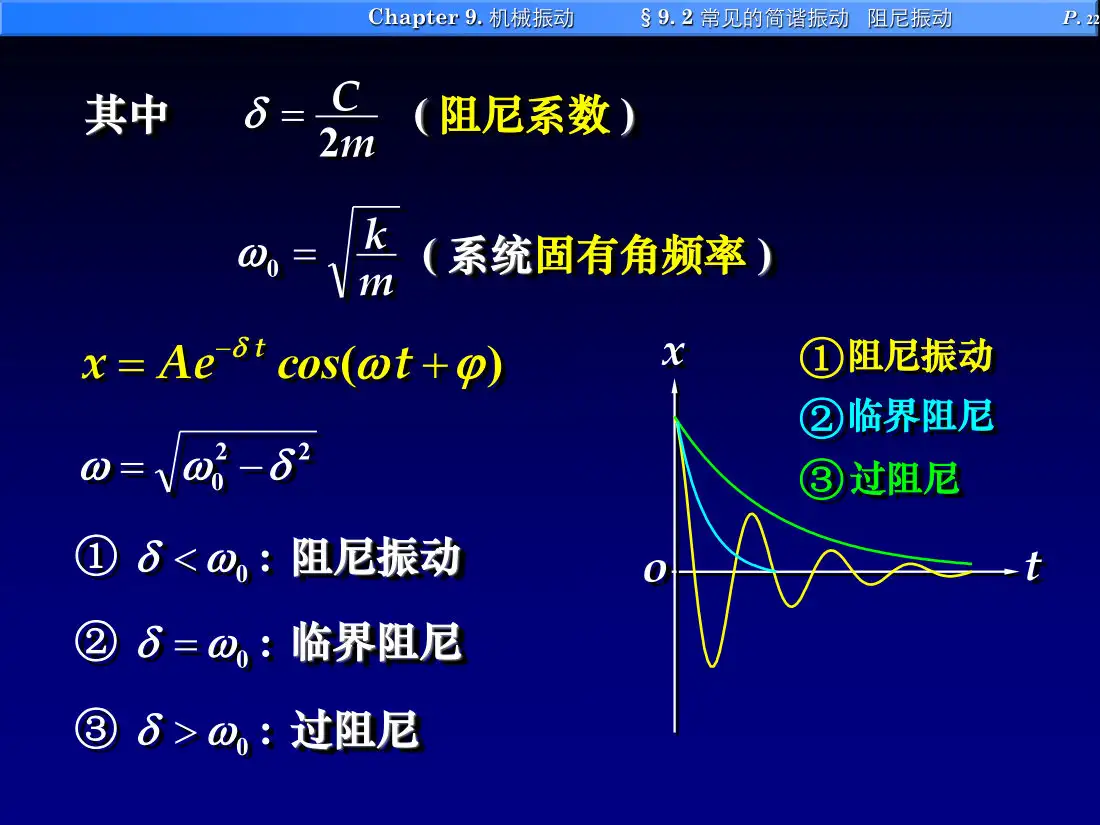 Chapter 9. 机械振动 §9. 2 常见的简谐振动 阻尼振动 P. 22
其中 δ = C/2m ( 阻尼系数 )
ω₀ = √(k/m) ( 系统固有角频率 )
x = Ae^(−δt) cos(ωt + φ)
ω = √(ω₀² − δ²)
① δ < ω₀ : 阻尼振动
② δ = ω₀ : 临界阻尼
③ δ > ω₀ : 过阻尼
x
o
t
①阻尼振动
②临界阻尼
③过阻尼